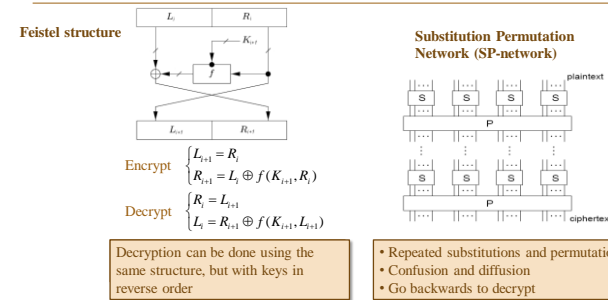 Feistel structure
L_i R_i
K_{i+1}
f
L_{i+1} R_{i+1}
Encrypt { L_{i+1} = R_i
R_{i+1} = L_i ⊕ f(K_{i+1}, R_i)
Decrypt { R_i = L_{i+1}
L_i = R_{i+1} ⊕ f(K_{i+1}, L_{i+1})
Decryption can be done using the
same structure, but with keys in
reverse order
Substitution Permutation
Network (SP-network)
plaintext
S S S S
P
S S S S
P
ciphertex
• Repeated substitutions and permutatio
• Confusion and diffusion
• Go backwards to decrypt